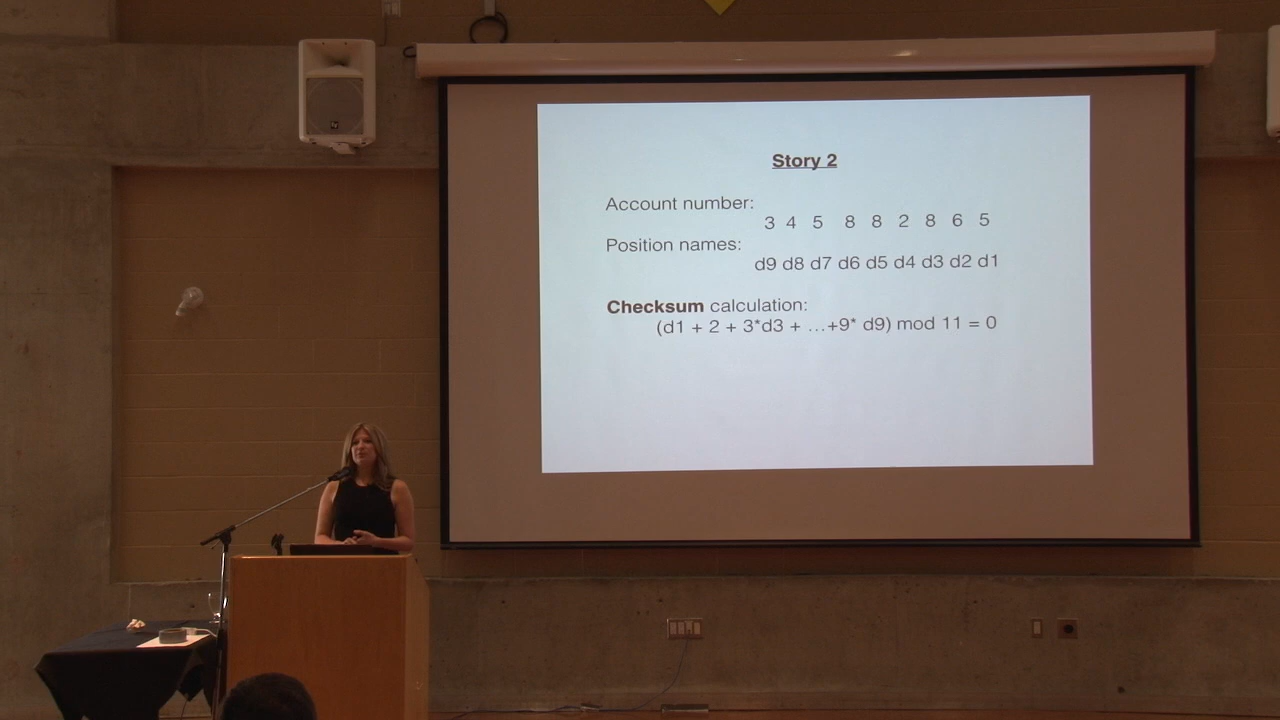 Story 2
Account number:
3 4 5 8 8 2 8 6 5
Position names:
d9 d8 d7 d6 d5 d4 d3 d2 d1
Checksum calculation:
(d1 + 2 + 3*d3 + …+9* d9) mod 11 = 0